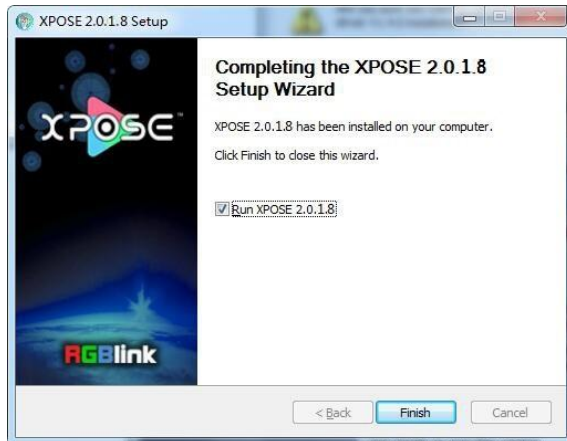 XPOSE 2.0.1.8 Setup
XPOSE™
RGBlink
Completing the XPOSE 2.0.1.8
Setup Wizard
XPOSE 2.0.1.8 has been installed on your computer.
Click Finish to close this wizard.
Run XPOSE 2.0.1.8
< Back
Finish
Cancel